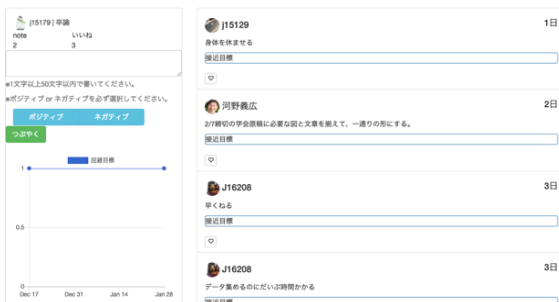 j15179 | 卒論
note いいね
2 3
※1文字以上50文字以内で書いてください。
※ポジティブ or ネガティブを必ず選択してください。
ポジティブ ネガティブ
つぶやく
回避目標
1
0.5
0
Dec 17 Dec 31 Jan 14 Jan 28
j15129 1日
身体を休ませる
接近目標
河野義広 2日
2/7締切の学会原稿に必要な図と文章を揃えて、一通りの形にする。
接近目標
J16208 3日
早くねる
接近目標
J16208 3日
データ集めるのにだいぶ時間かかる
接近目標